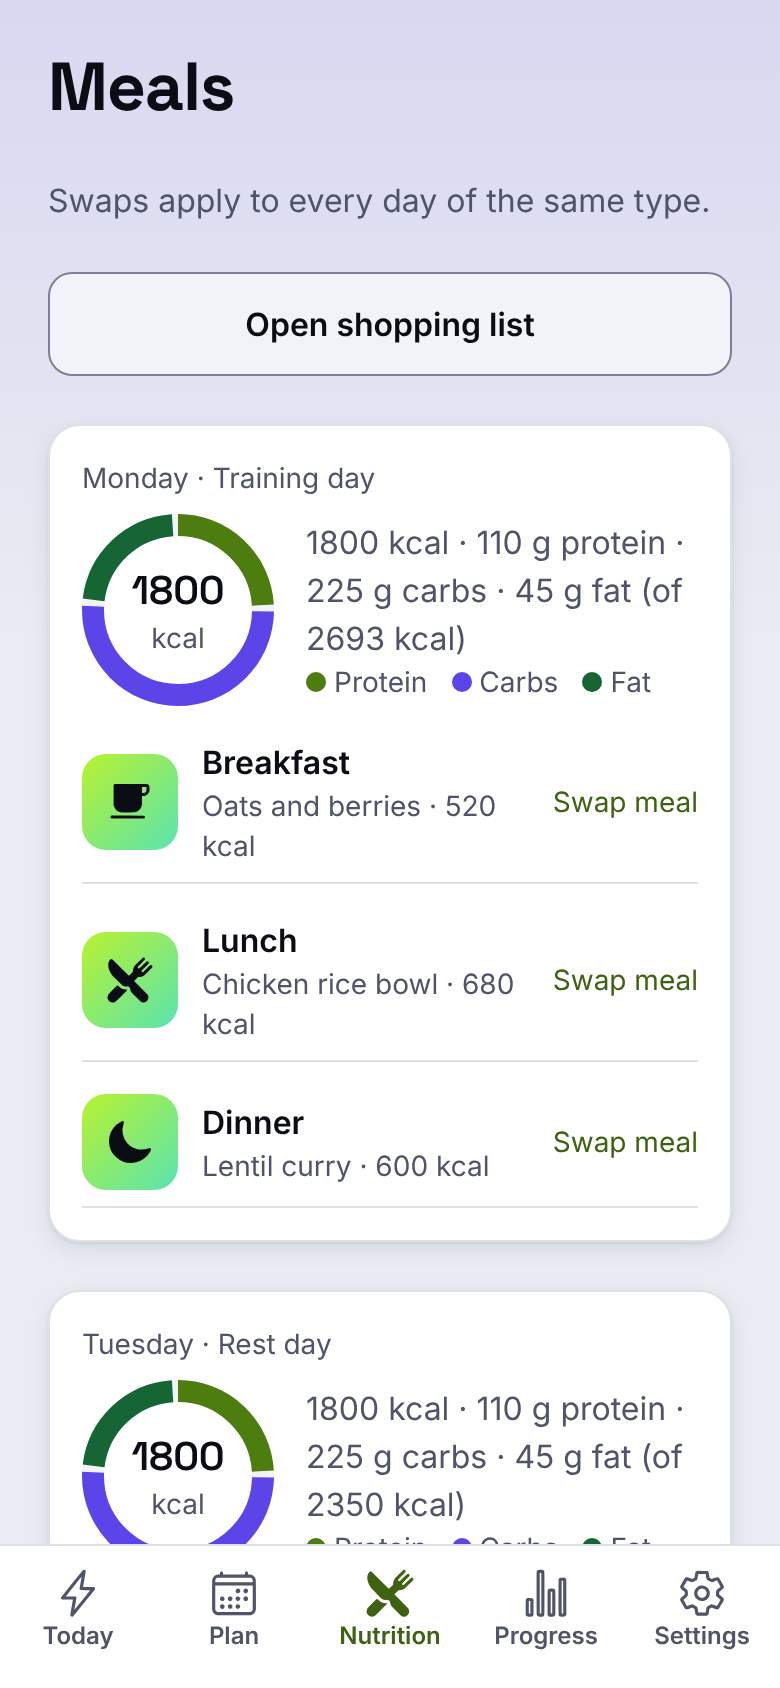 Meals
Swaps apply to every day of the same type.
Open shopping list
Monday · Training day
1800
kcal
1800 kcal · 110 g protein ·
225 g carbs · 45 g fat (of
2693 kcal)
Protein Carbs Fat
Breakfast
Oats and berries · 520
kcal
Swap meal
Lunch
Chicken rice bowl · 680
kcal
Swap meal
Dinner
Lentil curry · 600 kcal
Swap meal
Tuesday · Rest day
1800
kcal
1800 kcal · 110 g protein ·
225 g carbs · 45 g fat (of
2350 kcal)
Protein Carbs Fat
Today Plan Nutrition Progress Settings